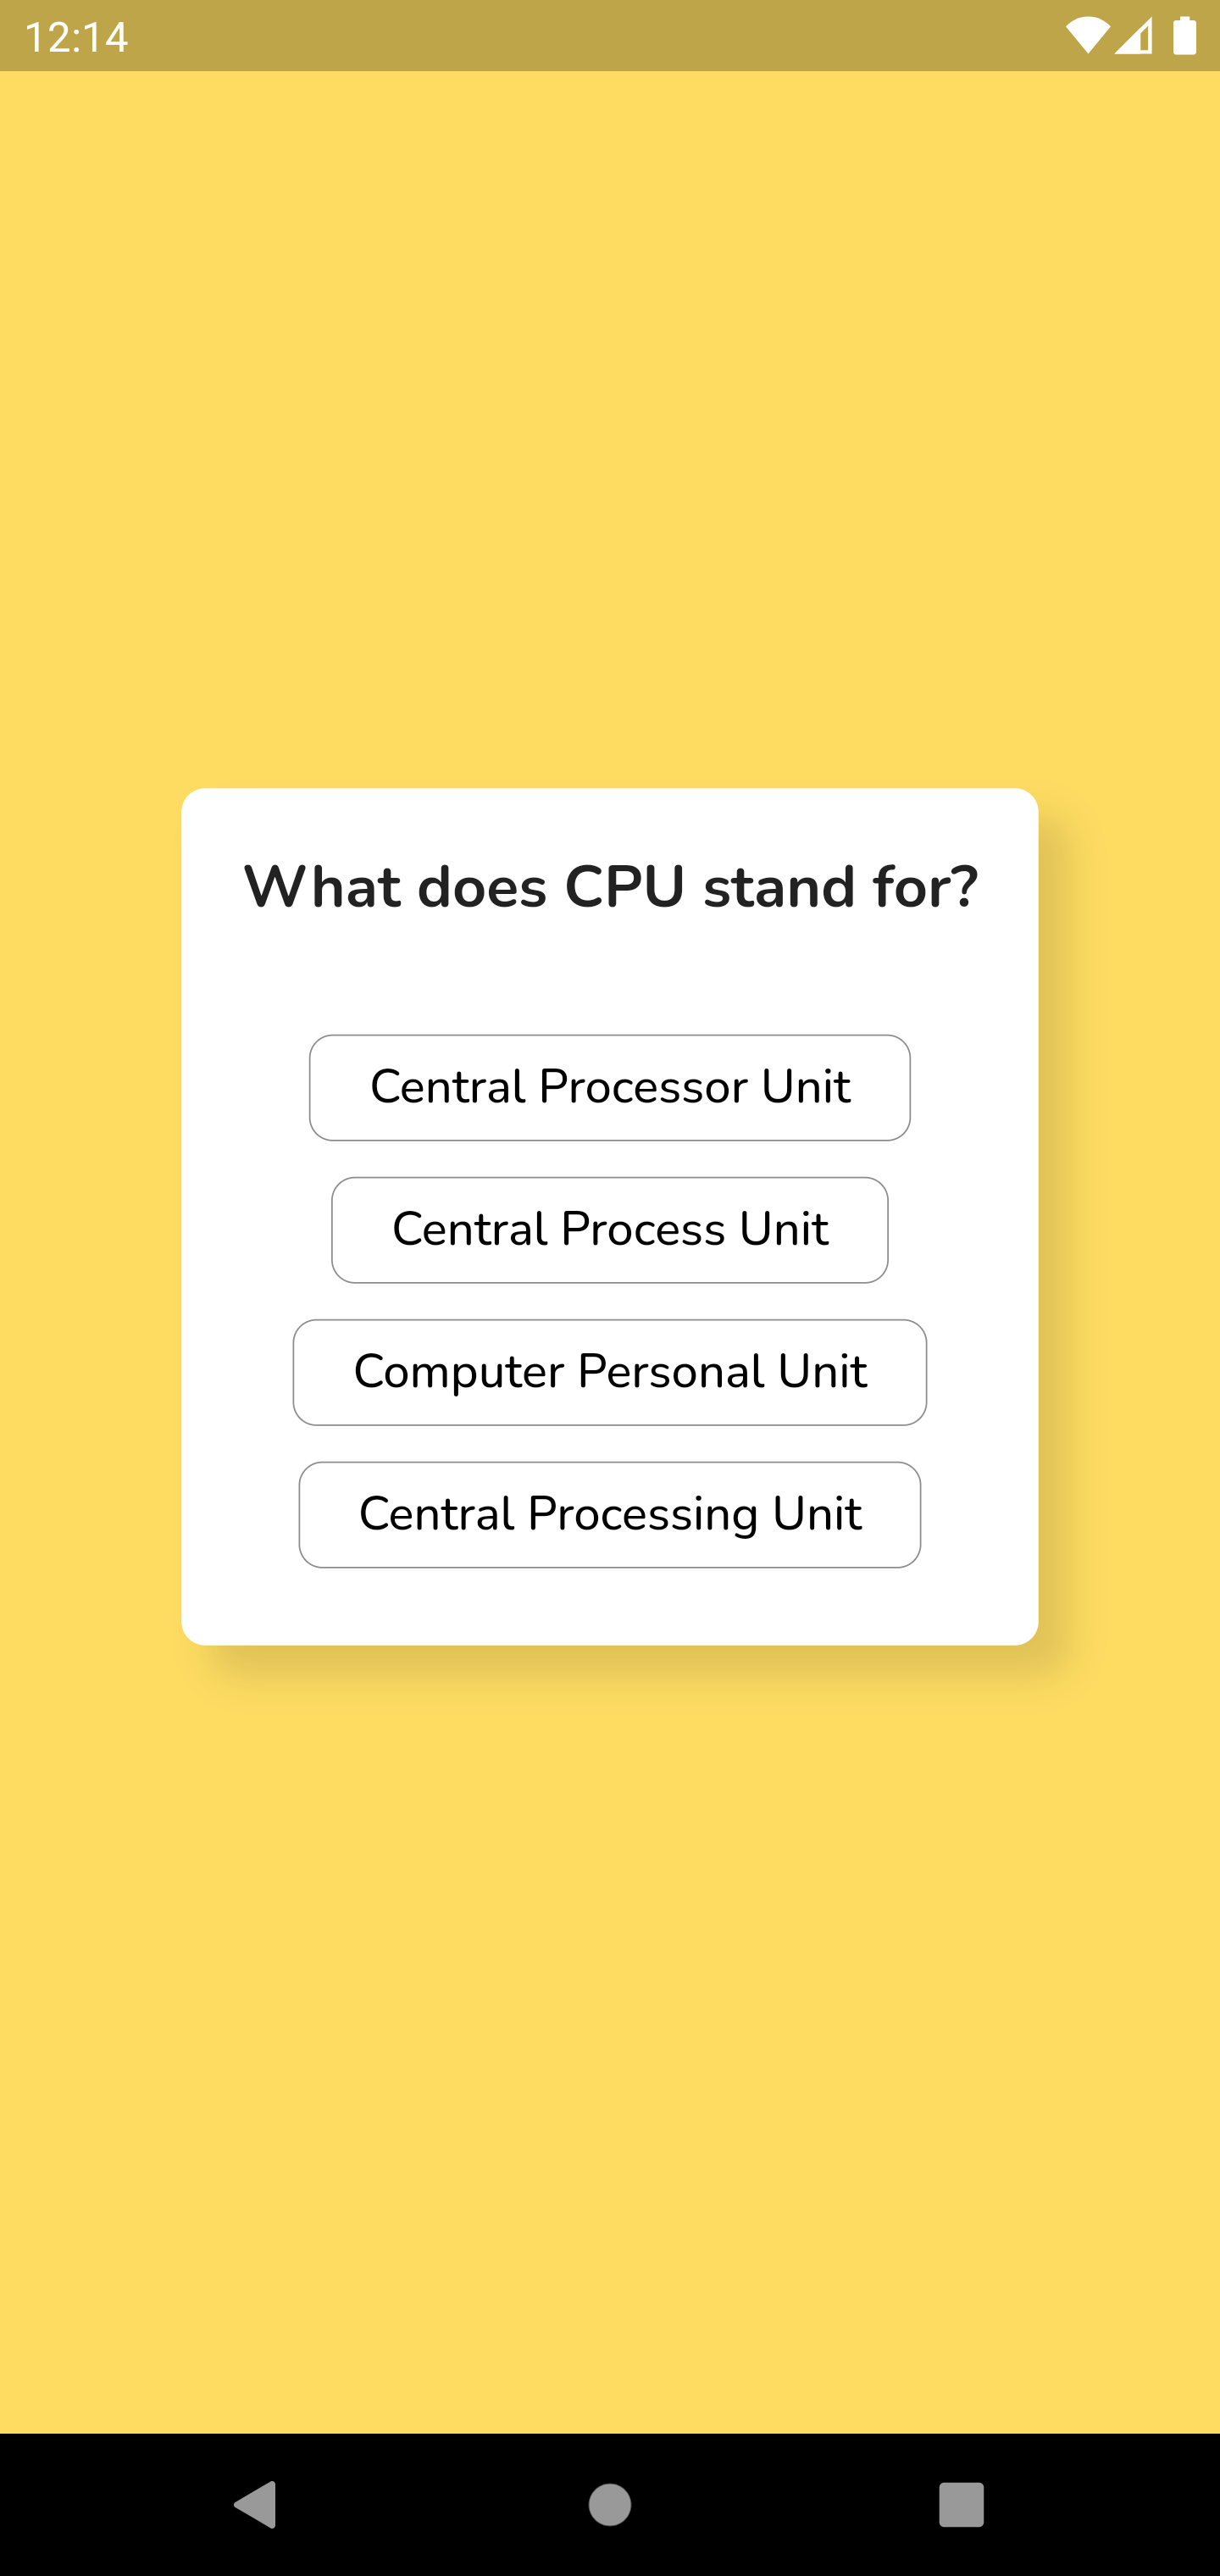 12:14
What does CPU stand for?
Central Processor Unit
Central Process Unit
Computer Personal Unit
Central Processing Unit